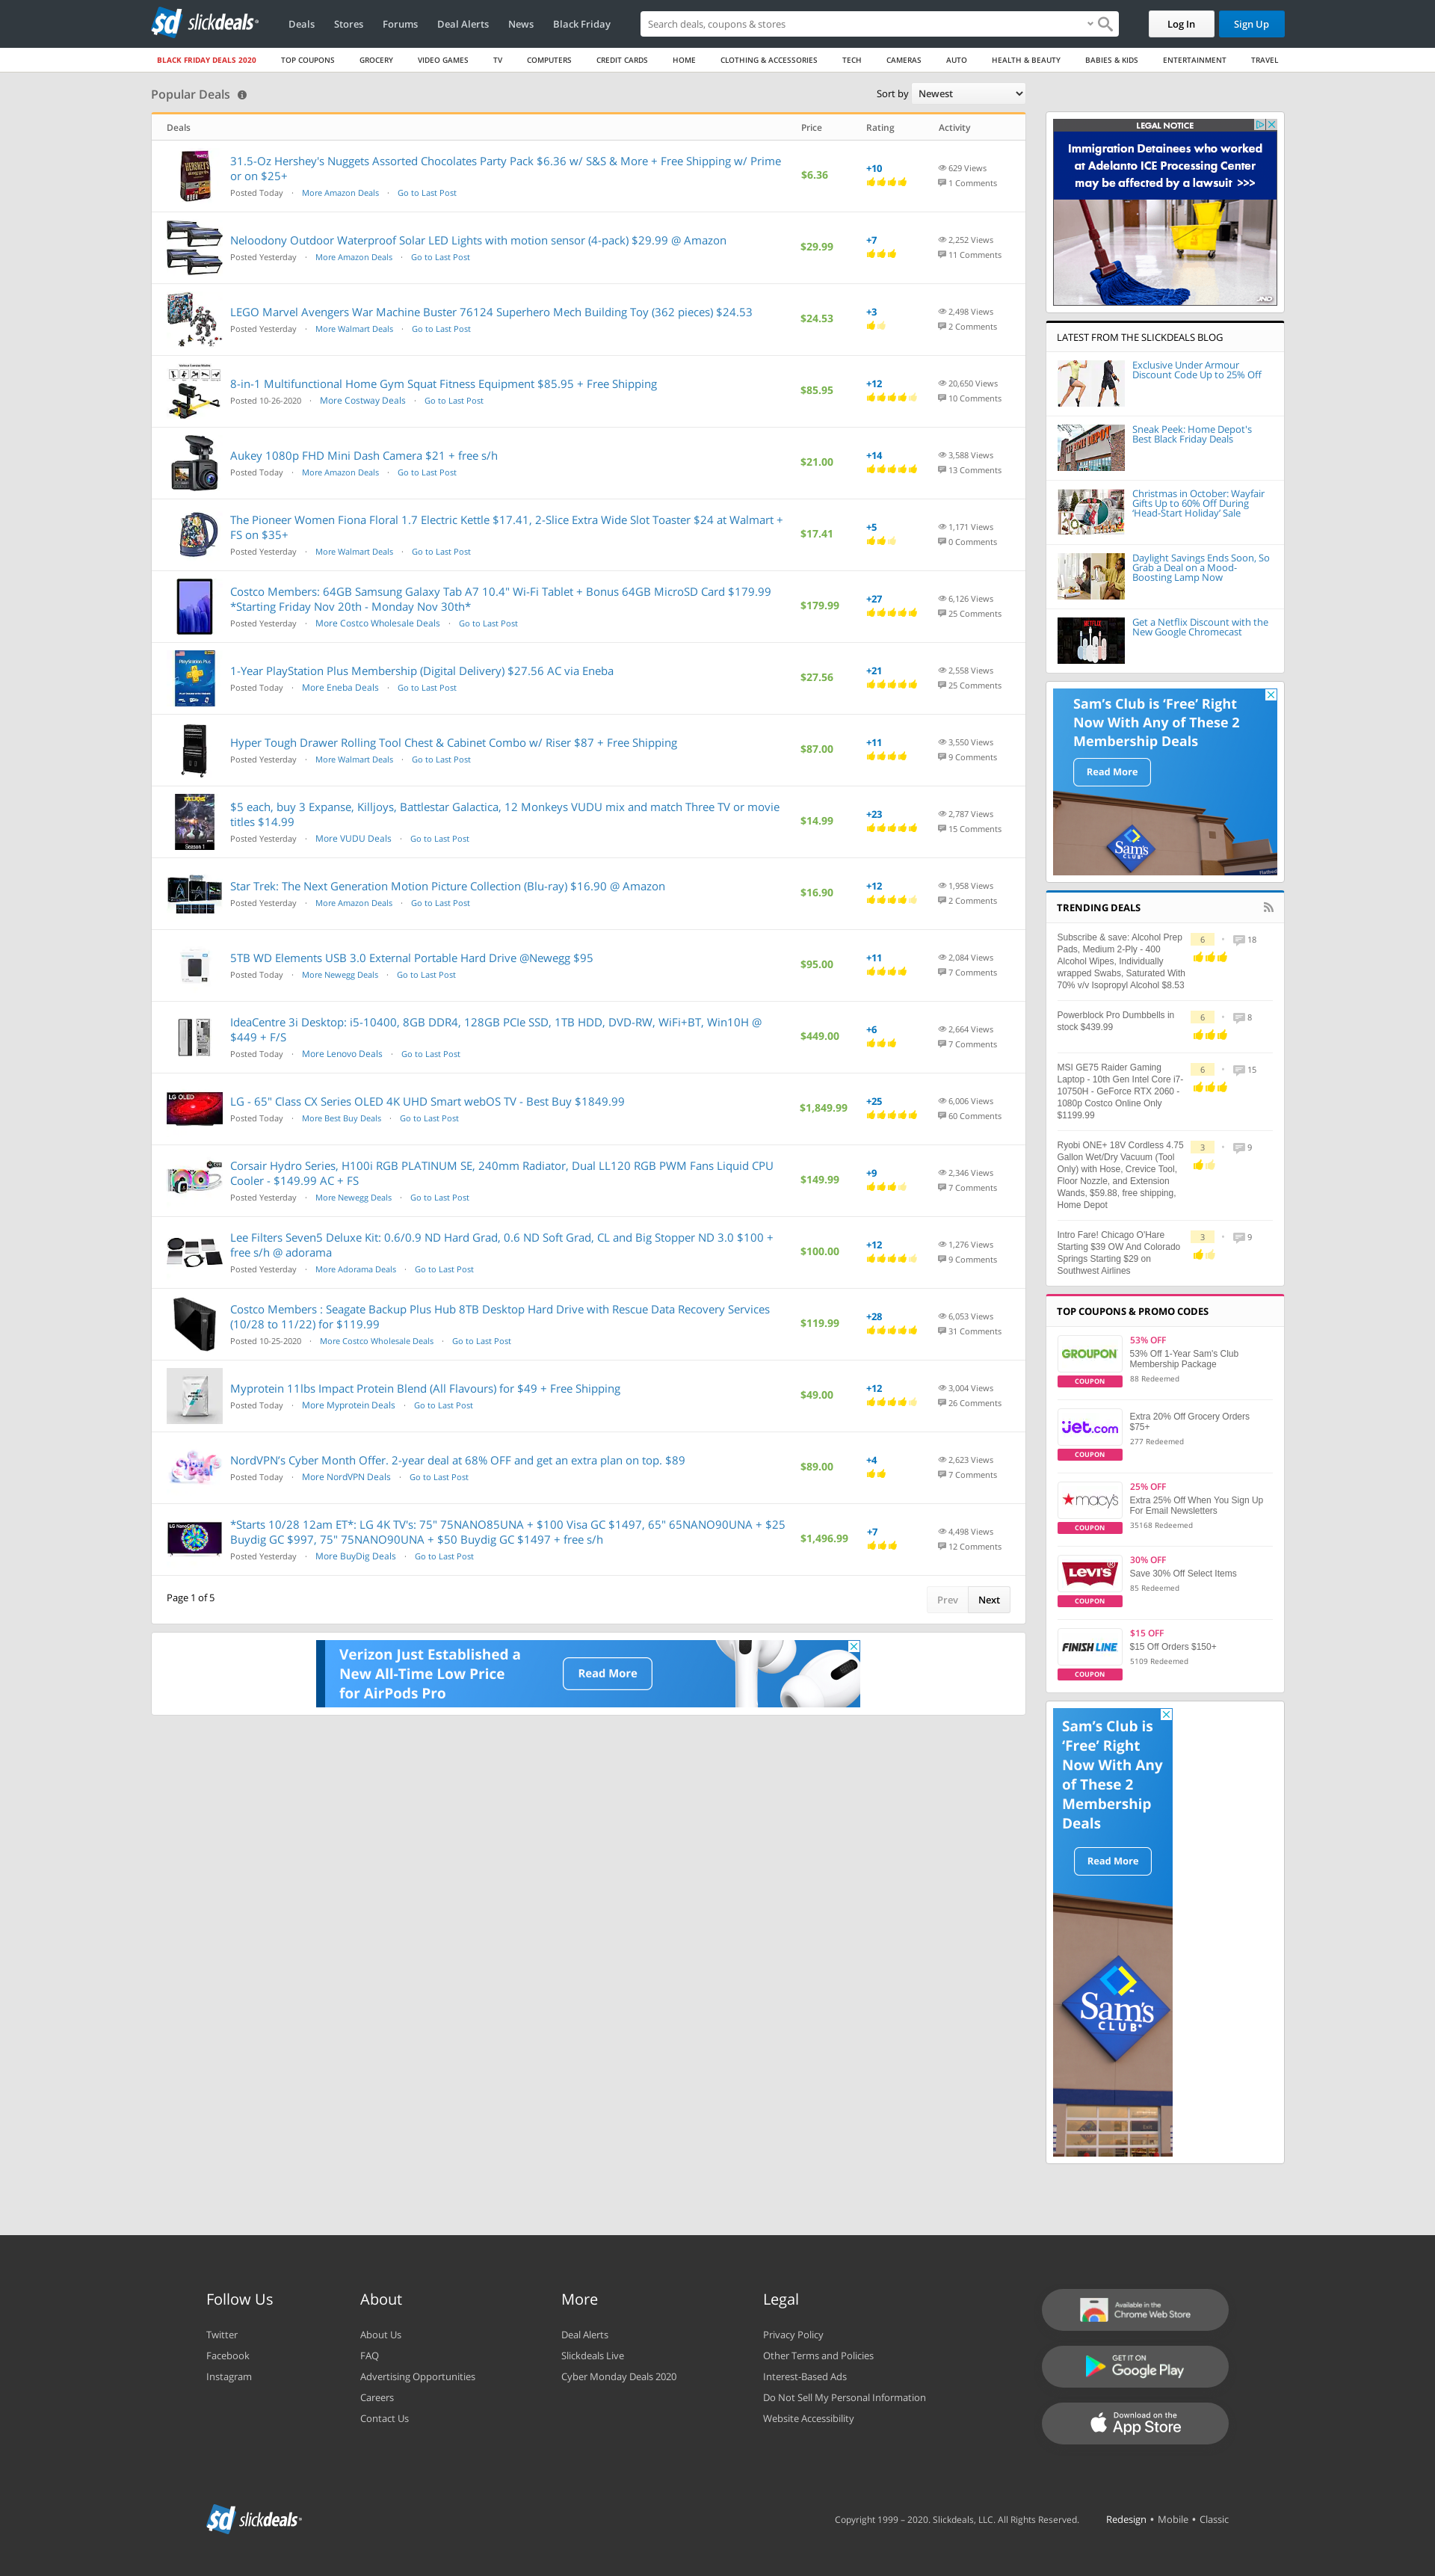 slickdeals
Deals
Stores
Forums
Deal Alerts
News
Black Friday
Search deals, coupons & stores
Log In
Sign Up
BLACK FRIDAY DEALS 2020
TOP COUPONS
GROCERY
VIDEO GAMES
TV
COMPUTERS
CREDIT CARDS
HOME
CLOTHING & ACCESSORIES
TECH
CAMERAS
AUTO
HEALTH & BEAUTY
BABIES & KIDS
ENTERTAINMENT
TRAVEL
Popular Deals
Sort by Newest
Deals Price Rating Activity
31.5-Oz Hershey's Nuggets Assorted Chocolates Party Pack $6.36 w/ S&S & More + Free Shipping w/ Prime
or on $25+
Posted Today · More Amazon Deals · Go to Last Post
$6.36
+10
629 Views
1 Comments
Neloodony Outdoor Waterproof Solar LED Lights with motion sensor (4-pack) $29.99 @ Amazon
Posted Yesterday · More Amazon Deals · Go to Last Post
$29.99
+7
2,252 Views
11 Comments
LEGO Marvel Avengers War Machine Buster 76124 Superhero Mech Building Toy (362 pieces) $24.53
Posted Yesterday · More Walmart Deals · Go to Last Post
$24.53
+3
2,498 Views
2 Comments
8-in-1 Multifunctional Home Gym Squat Fitness Equipment $85.95 + Free Shipping
Posted 10-26-2020 · More Costway Deals · Go to Last Post
$85.95
+12
20,650 Views
10 Comments
Aukey 1080p FHD Mini Dash Camera $21 + free s/h
Posted Today · More Amazon Deals · Go to Last Post
$21.00
+14
3,588 Views
13 Comments
The Pioneer Women Fiona Floral 1.7 Electric Kettle $17.41, 2-Slice Extra Wide Slot Toaster $24 at Walmart +
FS on $35+
Posted Yesterday · More Walmart Deals · Go to Last Post
$17.41
+5
1,171 Views
0 Comments
Costco Members: 64GB Samsung Galaxy Tab A7 10.4" Wi-Fi Tablet + Bonus 64GB MicroSD Card $179.99
*Starting Friday Nov 20th - Monday Nov 30th*
Posted Yesterday · More Costco Wholesale Deals · Go to Last Post
$179.99
+27
6,126 Views
25 Comments
1-Year PlayStation Plus Membership (Digital Delivery) $27.56 AC via Eneba
Posted Today · More Eneba Deals · Go to Last Post
$27.56
+21
2,558 Views
25 Comments
Hyper Tough Drawer Rolling Tool Chest & Cabinet Combo w/ Riser $87 + Free Shipping
Posted Yesterday · More Walmart Deals · Go to Last Post
$87.00
+11
3,550 Views
9 Comments
$5 each, buy 3 Expanse, Killjoys, Battlestar Galactica, 12 Monkeys VUDU mix and match Three TV or movie
titles $14.99
Posted Yesterday · More VUDU Deals · Go to Last Post
$14.99
+23
2,787 Views
15 Comments
Star Trek: The Next Generation Motion Picture Collection (Blu-ray) $16.90 @ Amazon
Posted Yesterday · More Amazon Deals · Go to Last Post
$16.90
+12
1,958 Views
2 Comments
5TB WD Elements USB 3.0 External Portable Hard Drive @Newegg $95
Posted Today · More Newegg Deals · Go to Last Post
$95.00
+11
2,084 Views
7 Comments
IdeaCentre 3i Desktop: i5-10400, 8GB DDR4, 128GB PCIe SSD, 1TB HDD, DVD-RW, WiFi+BT, Win10H @
$449 + F/S
Posted Today · More Lenovo Deals · Go to Last Post
$449.00
+6
2,664 Views
7 Comments
LG - 65" Class CX Series OLED 4K UHD Smart webOS TV - Best Buy $1849.99
Posted Today · More Best Buy Deals · Go to Last Post
$1,849.99
+25
6,006 Views
60 Comments
Corsair Hydro Series, H100i RGB PLATINUM SE, 240mm Radiator, Dual LL120 RGB PWM Fans Liquid CPU
Cooler - $149.99 AC + FS
Posted Yesterday · More Newegg Deals · Go to Last Post
$149.99
+9
2,346 Views
7 Comments
Lee Filters Seven5 Deluxe Kit: 0.6/0.9 ND Hard Grad, 0.6 ND Soft Grad, CL and Big Stopper ND 3.0 $100 +
free s/h @ adorama
Posted Yesterday · More Adorama Deals · Go to Last Post
$100.00
+12
1,276 Views
9 Comments
Costco Members : Seagate Backup Plus Hub 8TB Desktop Hard Drive with Rescue Data Recovery Services
(10/28 to 11/22) for $119.99
Posted 10-25-2020 · More Costco Wholesale Deals · Go to Last Post
$119.99
+28
6,053 Views
31 Comments
Myprotein 11lbs Impact Protein Blend (All Flavours) for $49 + Free Shipping
Posted Today · More Myprotein Deals · Go to Last Post
$49.00
+12
3,004 Views
26 Comments
NordVPN's Cyber Month Offer. 2-year deal at 68% OFF and get an extra plan on top. $89
Posted Today · More NordVPN Deals · Go to Last Post
$89.00
+4
2,623 Views
7 Comments
*Starts 10/28 12am ET*: LG 4K TV's: 75" 75NANO85UNA + $100 Visa GC $1497, 65" 65NANO90UNA + $25
Buydig GC $997, 75" 75NANO90UNA + $50 Buydig GC $1497 + free s/h
Posted Yesterday · More BuyDig Deals · Go to Last Post
$1,496.99
+7
4,498 Views
12 Comments
Page 1 of 5
Prev
Next
Verizon Just Established a
New All-Time Low Price
for AirPods Pro
Read More
LEGAL NOTICE
Immigration Detainees who worked
at Adelanto ICE Processing Center
may be affected by a lawsuit >>>
JND
LATEST FROM THE SLICKDEALS BLOG
Exclusive Under Armour
Discount Code Up to 25% Off
Sneak Peek: Home Depot's
Best Black Friday Deals
Christmas in October: Wayfair
Gifts Up to 60% Off During
'Head-Start Holiday' Sale
Daylight Savings Ends Soon, So
Grab a Deal on a Mood-
Boosting Lamp Now
Get a Netflix Discount with the
New Google Chromecast
Sam's Club is 'Free' Right
Now With Any of These 2
Membership Deals
Read More
Sam's
CLUB
TRENDING DEALS
Subscribe & save: Alcohol Prep
Pads, Medium 2-Ply - 400
Alcohol Wipes, Individually
wrapped Swabs, Saturated With
70% v/v Isopropyl Alcohol $8.53
6 · 18
Powerblock Pro Dumbbells in
stock $439.99
6 · 8
MSI GE75 Raider Gaming
Laptop - 10th Gen Intel Core i7-
10750H - GeForce RTX 2060 -
1080p Costco Online Only
$1199.99
6 · 15
Ryobi ONE+ 18V Cordless 4.75
Gallon Wet/Dry Vacuum (Tool
Only) with Hose, Crevice Tool,
Floor Nozzle, and Extension
Wands, $59.88, free shipping,
Home Depot
3 · 9
Intro Fare! Chicago O'Hare
Starting $39 OW And Colorado
Springs Starting $29 on
Southwest Airlines
3 · 9
TOP COUPONS & PROMO CODES
GROUPON
COUPON
53% OFF
53% Off 1-Year Sam's Club
Membership Package
88 Redeemed
jet.com
COUPON
Extra 20% Off Grocery Orders
$75+
277 Redeemed
macy's
COUPON
25% OFF
Extra 25% Off When You Sign Up
For Email Newsletters
35168 Redeemed
LEVI'S
COUPON
30% OFF
Save 30% Off Select Items
85 Redeemed
FINISH LINE
COUPON
$15 OFF
$15 Off Orders $150+
5109 Redeemed
Sam's Club is
'Free' Right
Now With Any
of These 2
Membership
Deals
Read More
Sam's
CLUB
Follow Us
Twitter
Facebook
Instagram
About
About Us
FAQ
Advertising Opportunities
Careers
Contact Us
More
Deal Alerts
Slickdeals Live
Cyber Monday Deals 2020
Legal
Privacy Policy
Other Terms and Policies
Interest-Based Ads
Do Not Sell My Personal Information
Website Accessibility
Available in the
Chrome Web Store
GET IT ON
Google Play
Download on the
App Store
slickdeals
Copyright 1999 – 2020. Slickdeals, LLC. All Rights Reserved.
Redesign • Mobile • Classic